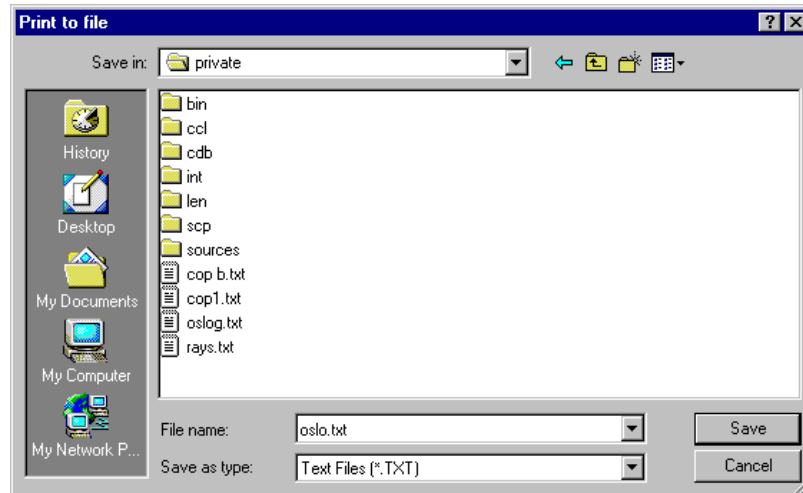 Print to file
Save in:
private
bin
ccl
cdb
int
len
scp
sources
cop b.txt
cop1.txt
oslog.txt
rays.txt
History
Desktop
My Documents
My Computer
My Network P...
File name:
oslo.txt
Save
Save as type:
Text Files (*.TXT)
Cancel